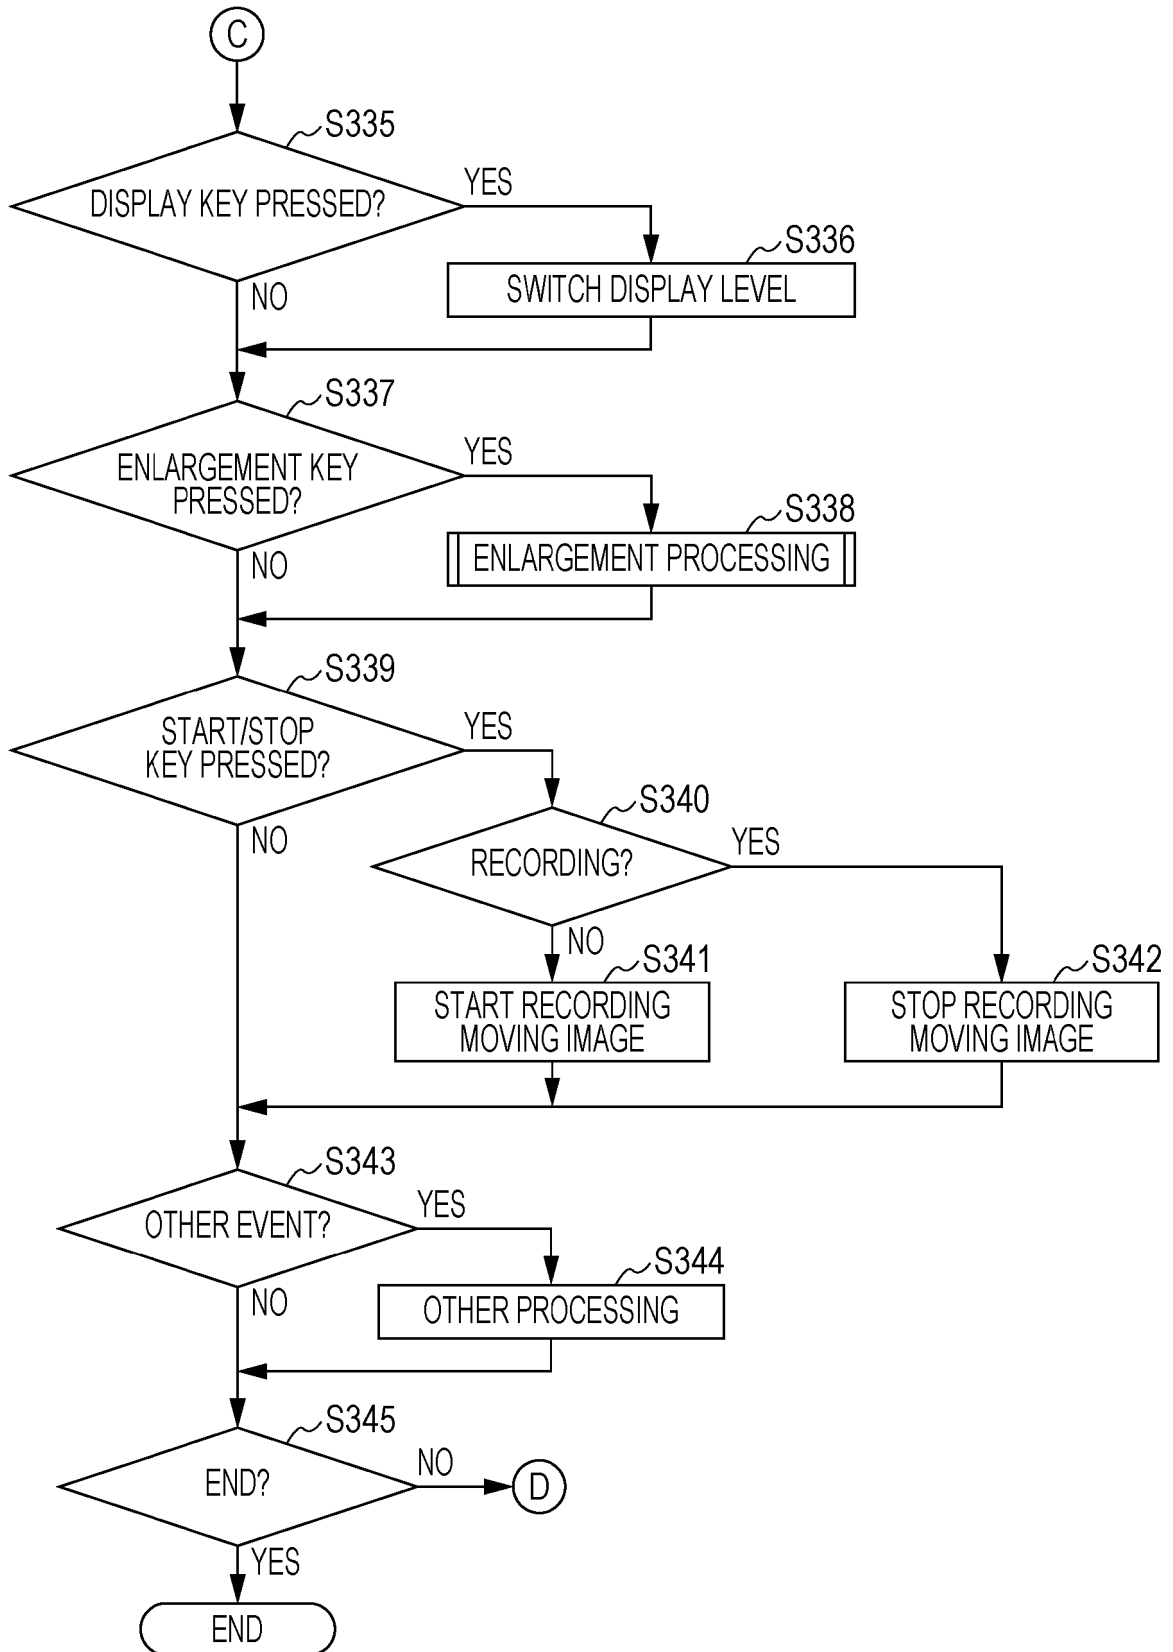 C
S335
DISPLAY KEY PRESSED?
YES
S336
SWITCH DISPLAY LEVEL
NO
S337
ENLARGEMENT KEY
PRESSED?
YES
S338
ENLARGEMENT PROCESSING
NO
S339
START/STOP
KEY PRESSED?
YES
NO
S340
RECORDING?
YES
NO
S341
START RECORDING
MOVING IMAGE
S342
STOP RECORDING
MOVING IMAGE
S343
OTHER EVENT?
YES
S344
OTHER PROCESSING
NO
S345
END?
NO
D
YES
END